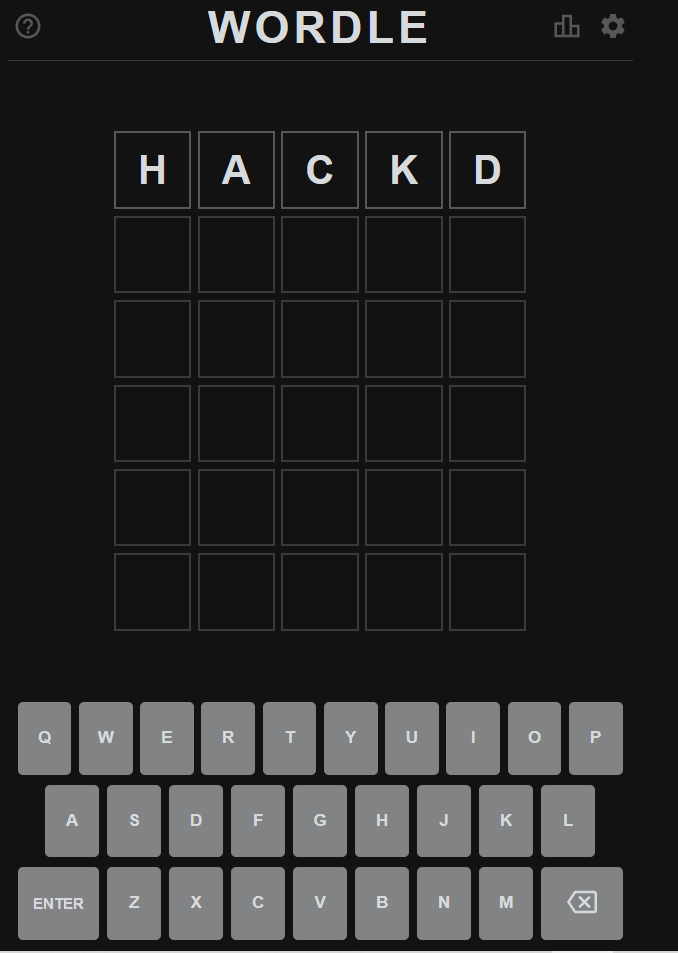 WORDLE
H A C K D
Q W E R T Y U I O P
A S D F G H J K L
ENTER Z X C V B N M